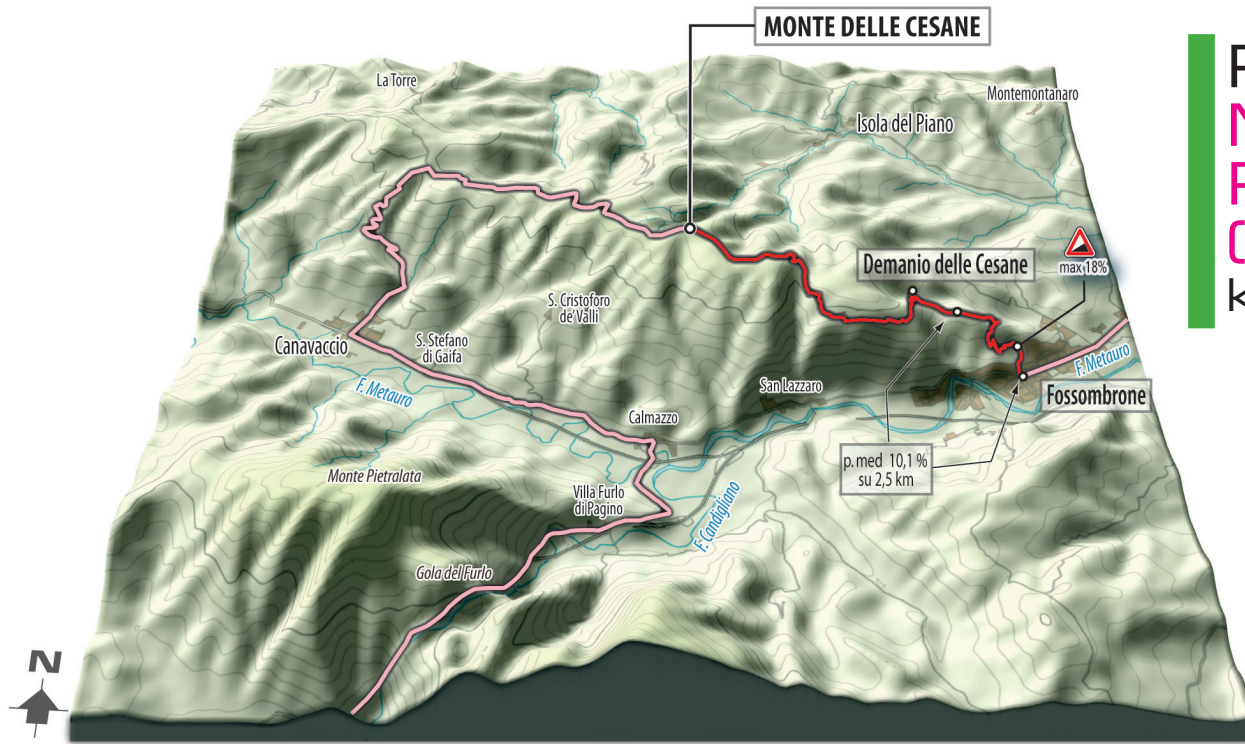 MONTE DELLE CESANE
La Torre
Montemontanaro
Isola del Piano
max 18%
Demanio delle Cesane
S. Cristoforo
de' Valli
Canavaccio
S. Stefano
di Gaifa
F. Metauro
F. Metauro
San Lazzaro
Fossombrone
Calmazzo
p. med 10,1 %
su 2,5 km
Monte Pietralata
Villa Furlo
di Pagino
F. Candigliano
Gola del Furlo
N